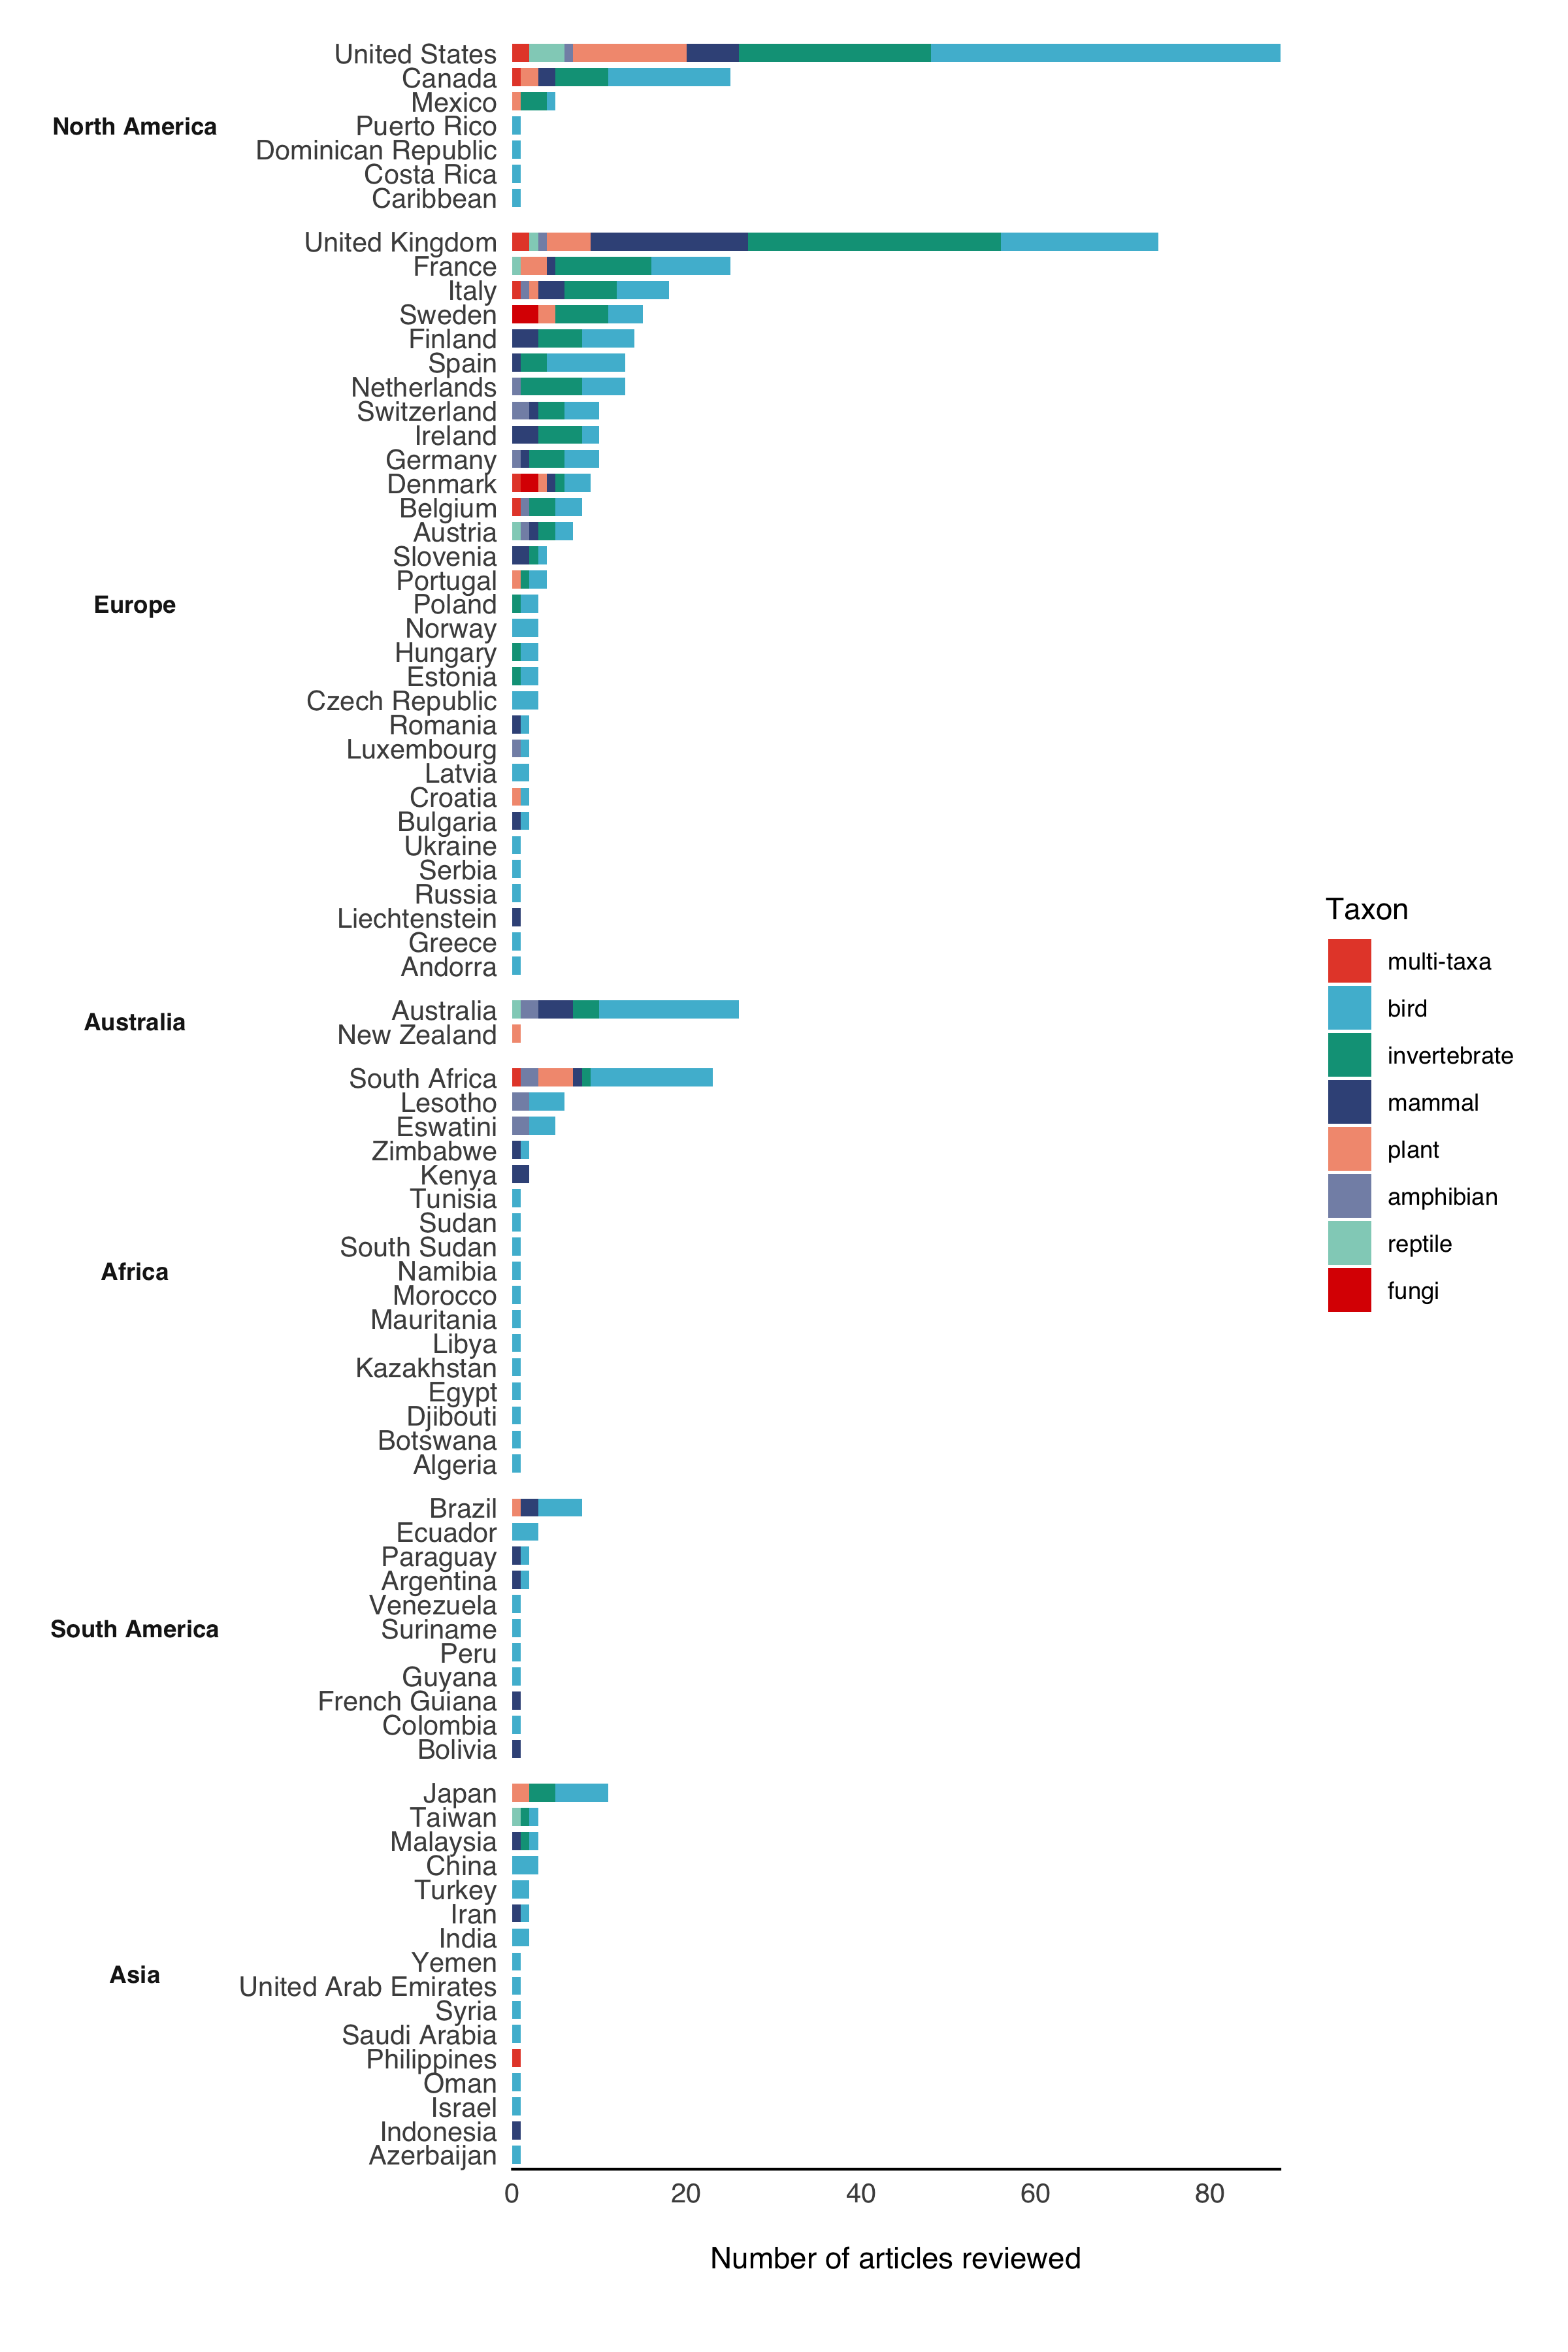 United States
Canada
Mexico
North America
Puerto Rico
Dominican Republic
Costa Rica
Caribbean
United Kingdom
France
Italy
Sweden
Finland
Spain
Netherlands
Switzerland
Ireland
Germany
Denmark
Belgium
Austria
Slovenia
Portugal
Europe
Poland
Norway
Hungary
Estonia
Czech Republic
Romania
Luxembourg
Latvia
Croatia
Bulgaria
Ukraine
Serbia
Russia
Liechtenstein
Greece
Andorra
Australia
Australia
New Zealand
South Africa
Lesotho
Eswatini
Zimbabwe
Kenya
Tunisia
Sudan
South Sudan
Africa
Namibia
Morocco
Mauritania
Libya
Kazakhstan
Egypt
Djibouti
Botswana
Algeria
Brazil
Ecuador
Paraguay
Argentina
Venezuela
South America
Suriname
Peru
Guyana
French Guiana
Colombia
Bolivia
Japan
Taiwan
Malaysia
China
Turkey
Iran
India
Yemen
Asia
United Arab Emirates
Syria
Saudi Arabia
Philippines
Oman
Israel
Indonesia
Azerbaijan
0 20 40 60 80
Number of articles reviewed
Taxon
multi-taxa
bird
invertebrate
mammal
plant
amphibian
reptile
fungi